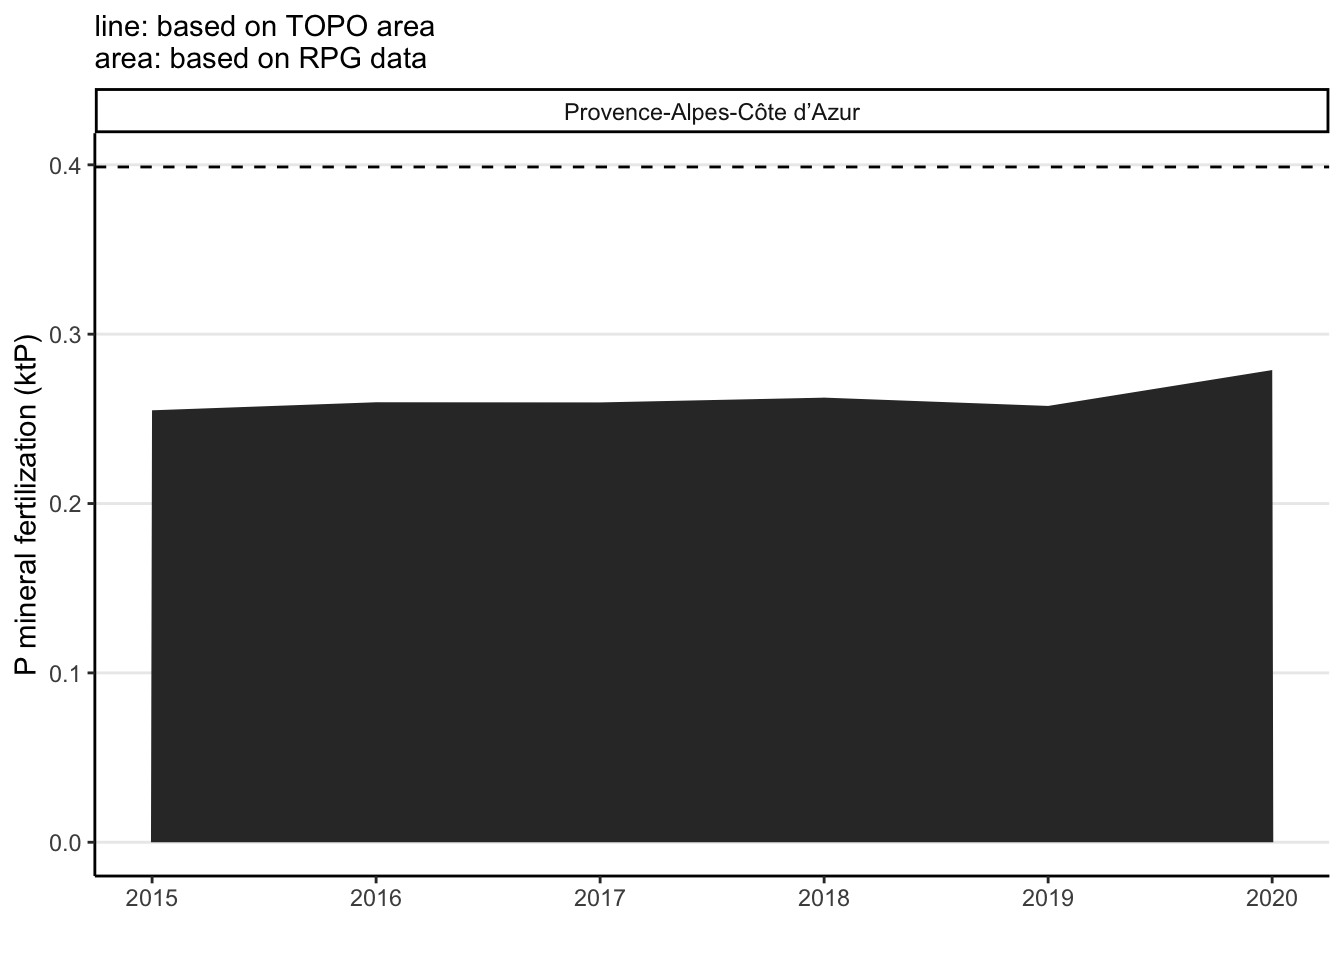 line: based on TOPO area
area: based on RPG data
Provence-Alpes-Côte d’Azur
P mineral fertilization (ktP)
0.4
0.3
0.2
0.1
0.0
2015 2016 2017 2018 2019 2020